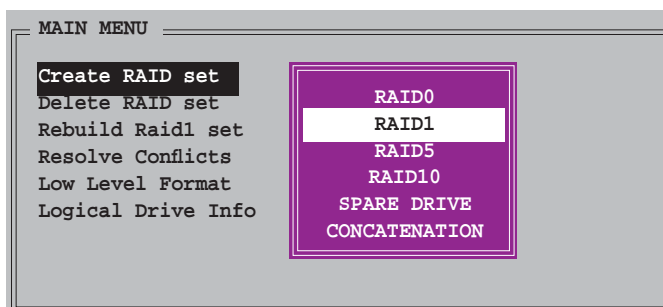 MAIN MENU
Create RAID set
Delete RAID set
Rebuild Raid1 set
Resolve Conflicts
Low Level Format
Logical Drive Info
RAID0
RAID1
RAID5
RAID10
SPARE DRIVE
CONCATENATION